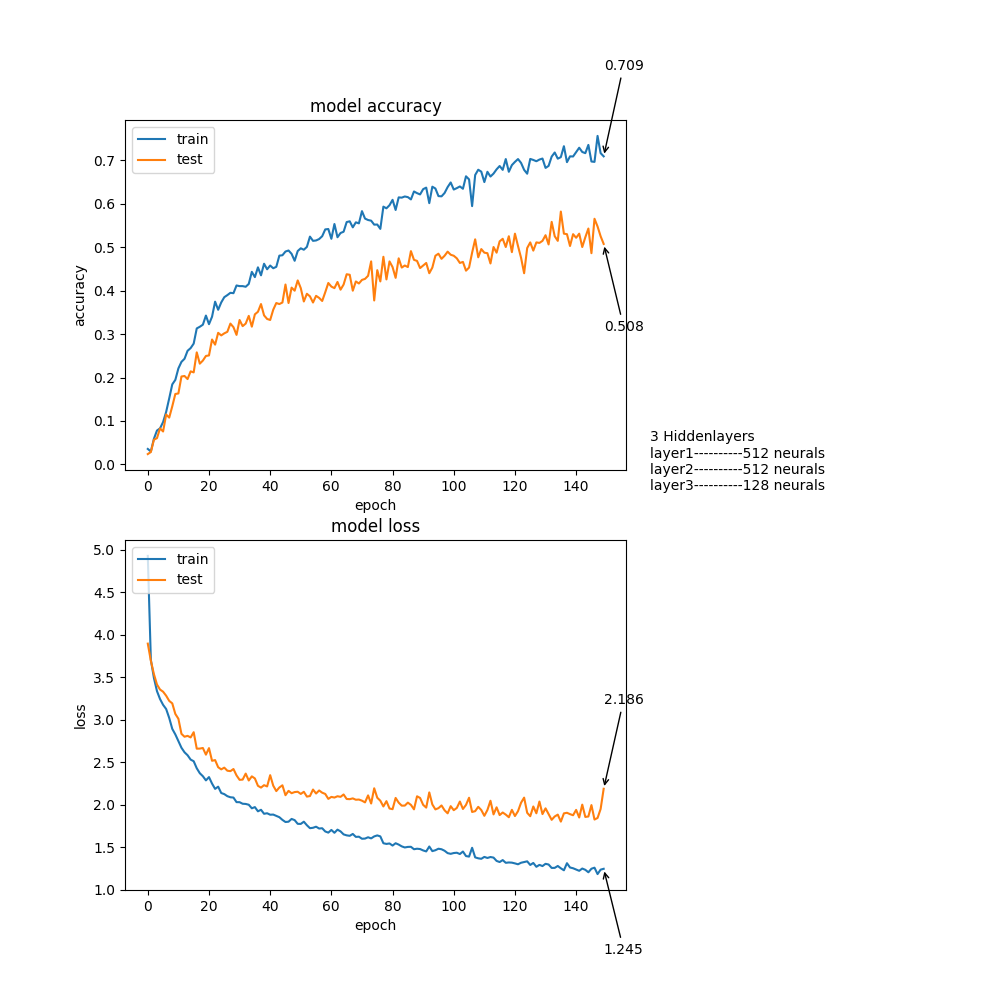 0.709
model accuracy
train
test
0.7
0.6
0.5
0.4
0.3
0.2
0.1
0.0
accuracy
0.508
0 20 40 60 80 100 120 140
epoch
3 Hiddenlayers
layer1----------512 neurals
layer2----------512 neurals
layer3----------128 neurals
model loss
train
test
5.0
4.5
4.0
3.5
3.0
2.5
2.0
1.5
1.0
loss
2.186
0 20 40 60 80 100 120 140
epoch
1.245